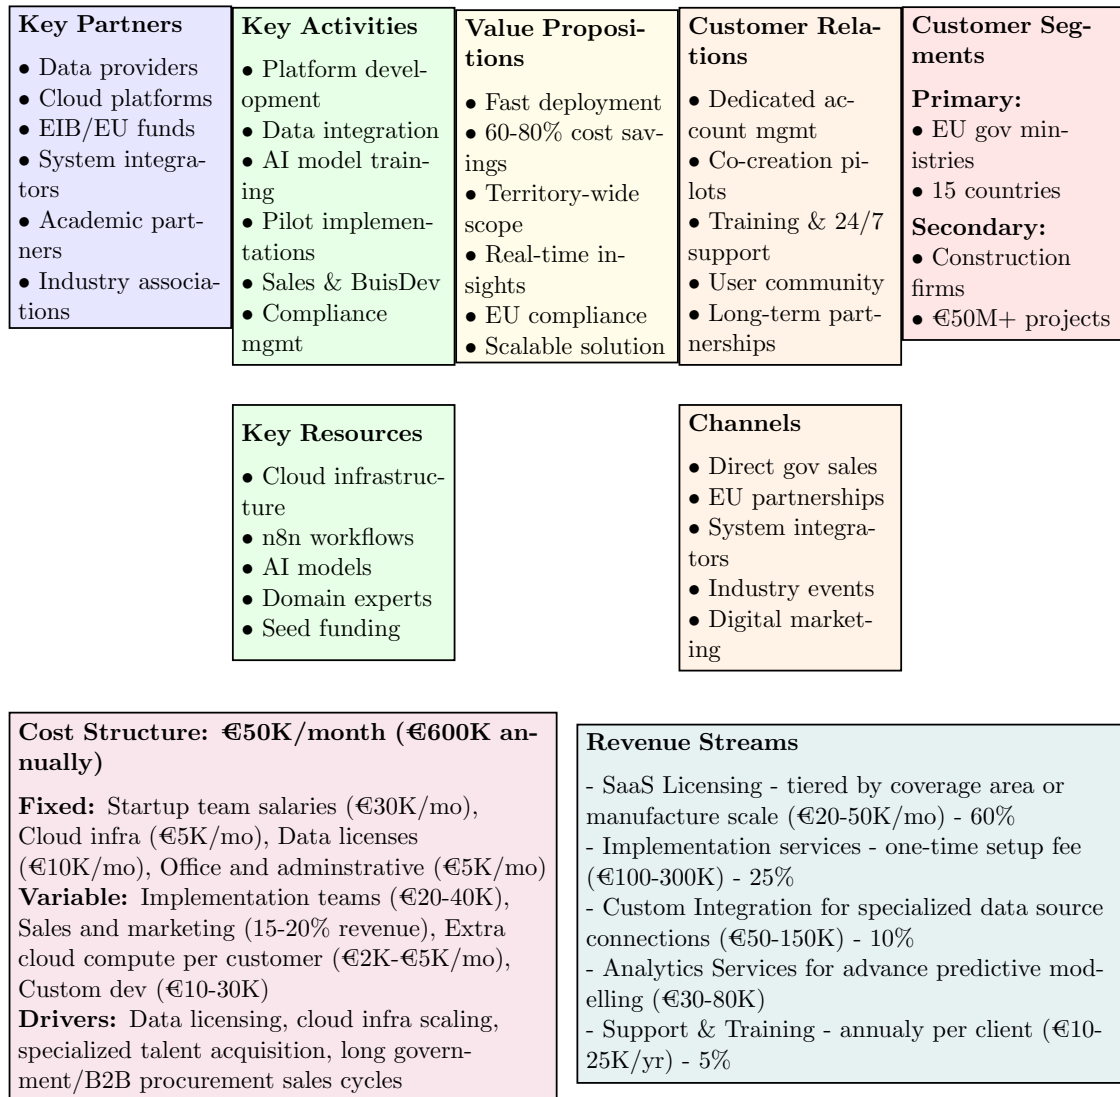 Key Partners
• Data providers
• Cloud platforms
• EIB/EU funds
• System integra-
tors
• Academic part-
ners
• Industry associa-
tions
Key Activities
• Platform devel-
opment
• Data integration
• AI model train-
ing
• Pilot implemen-
tations
• Sales & BuisDev
• Compliance
mgmt
Value Proposi-
tions
• Fast deployment
• 60-80% cost sav-
ings
• Territory-wide
scope
• Real-time in-
sights
• EU compliance
• Scalable solution
Customer Rela-
tions
• Dedicated ac-
count mgmt
• Co-creation pi-
lots
• Training & 24/7
support
• User community
• Long-term part-
nerships
Customer Seg-
ments
Primary:
• EU gov min-
istries
• 15 countries
Secondary:
• Construction
firms
• €50M+ projects
Key Resources
• Cloud infrastruc-
ture
• n8n workflows
• AI models
• Domain experts
• Seed funding
Channels
• Direct gov sales
• EU partnerships
• System integra-
tors
• Industry events
• Digital market-
ing
Cost Structure: €50K/month (€600K an-
nually)
Fixed: Startup team salaries (€30K/mo),
Cloud infra (€5K/mo), Data licenses
(€10K/mo), Office and adminstrative (€5K/mo)
Variable: Implementation teams (€20-40K),
Sales and marketing (15-20% revenue), Extra
cloud compute per customer (€2K-€5K/mo),
Custom dev (€10-30K)
Drivers: Data licensing, cloud infra scaling,
specialized talent acquisition, long govern-
ment/B2B procurement sales cycles
Revenue Streams
- SaaS Licensing - tiered by coverage area or
manufacture scale (€20-50K/mo) - 60%
- Implementation services - one-time setup fee
(€100-300K) - 25%
- Custom Integration for specialized data source
connections (€50-150K) - 10%
- Analytics Services for advance predictive mod-
elling (€30-80K)
- Support & Training - annualy per client (€10-
25K/yr) - 5%